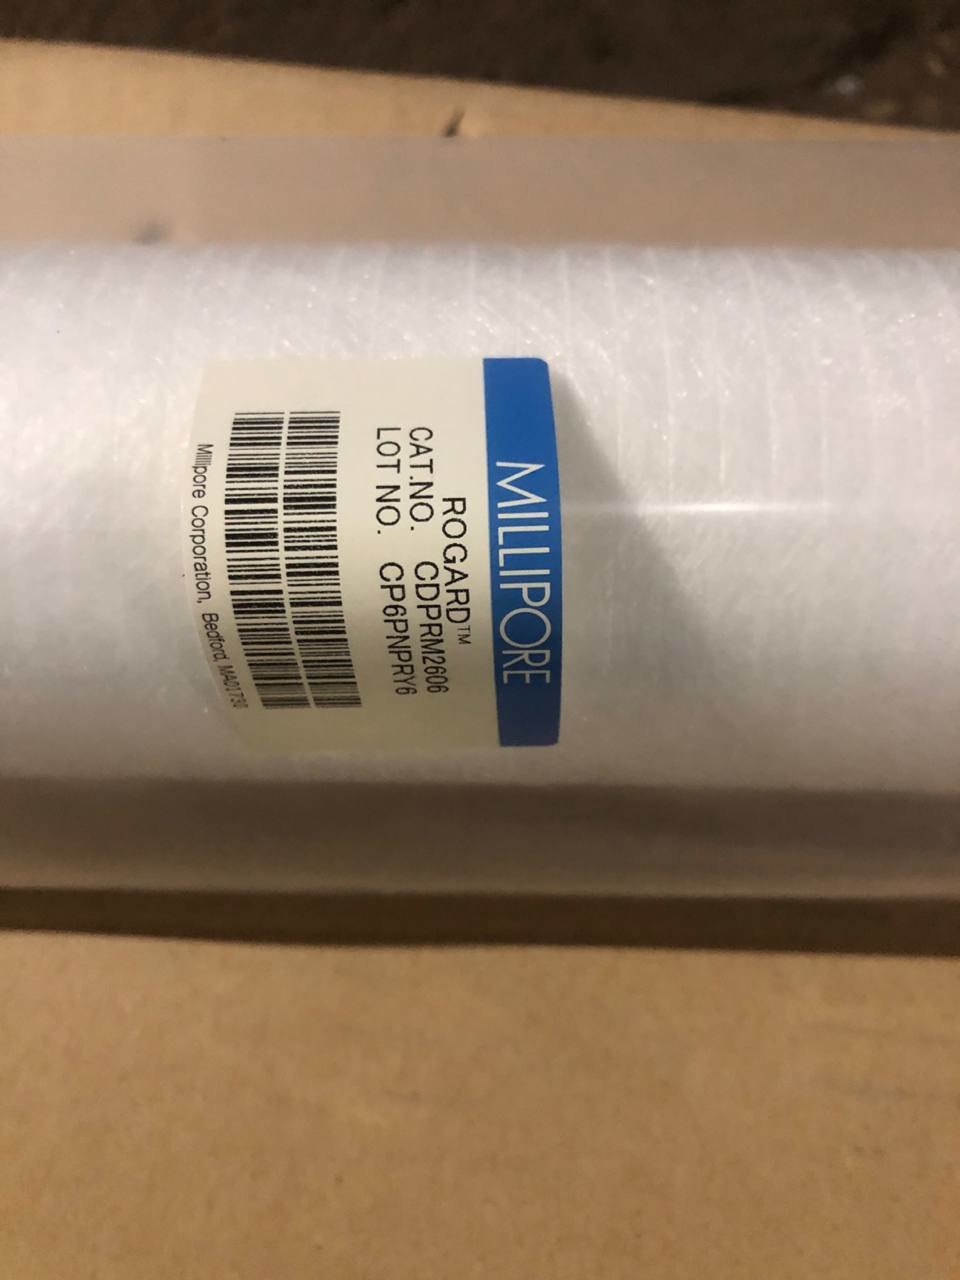 MILLIPORE
ROGARD™
CAT.NO. CDPRM2606
LOT NO. CP6PNPRY6
Millipore Corporation, Bedford, MA01730